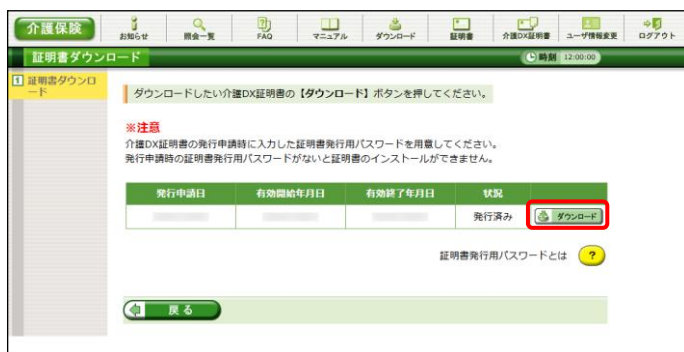 介護保険
お知らせ
照会一覧
FAQ
マニュアル
ダウンロード
証明書
介護DX証明書
ユーザ情報変更
ログアウト
証明書ダウンロード
時刻 12:00:00
1 証明書ダウンロ
ード
ダウンロードしたい介護DX証明書の【ダウンロード】ボタンを押してください。
※注意
介護DX証明書の発行申請時に入力した証明書発行用パスワードを用意してください。
発行申請時の証明書発行用パスワードがないと証明書のインストールができません。
発行申請日 有効開始年月日 有効終了年月日 状況
発行済み ダウンロード
証明書発行用パスワードとは ?
戻る